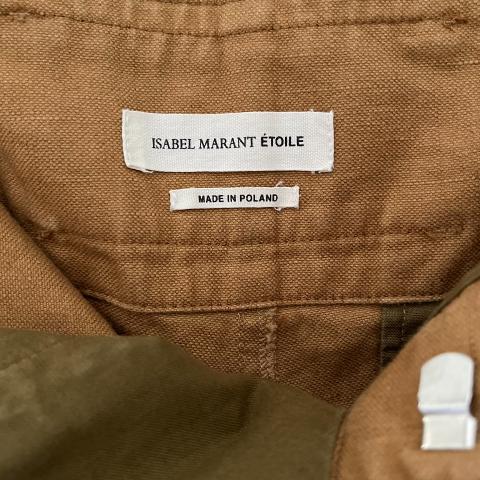 ISABEL MARANT ÉTOILE
MADE IN POLAND